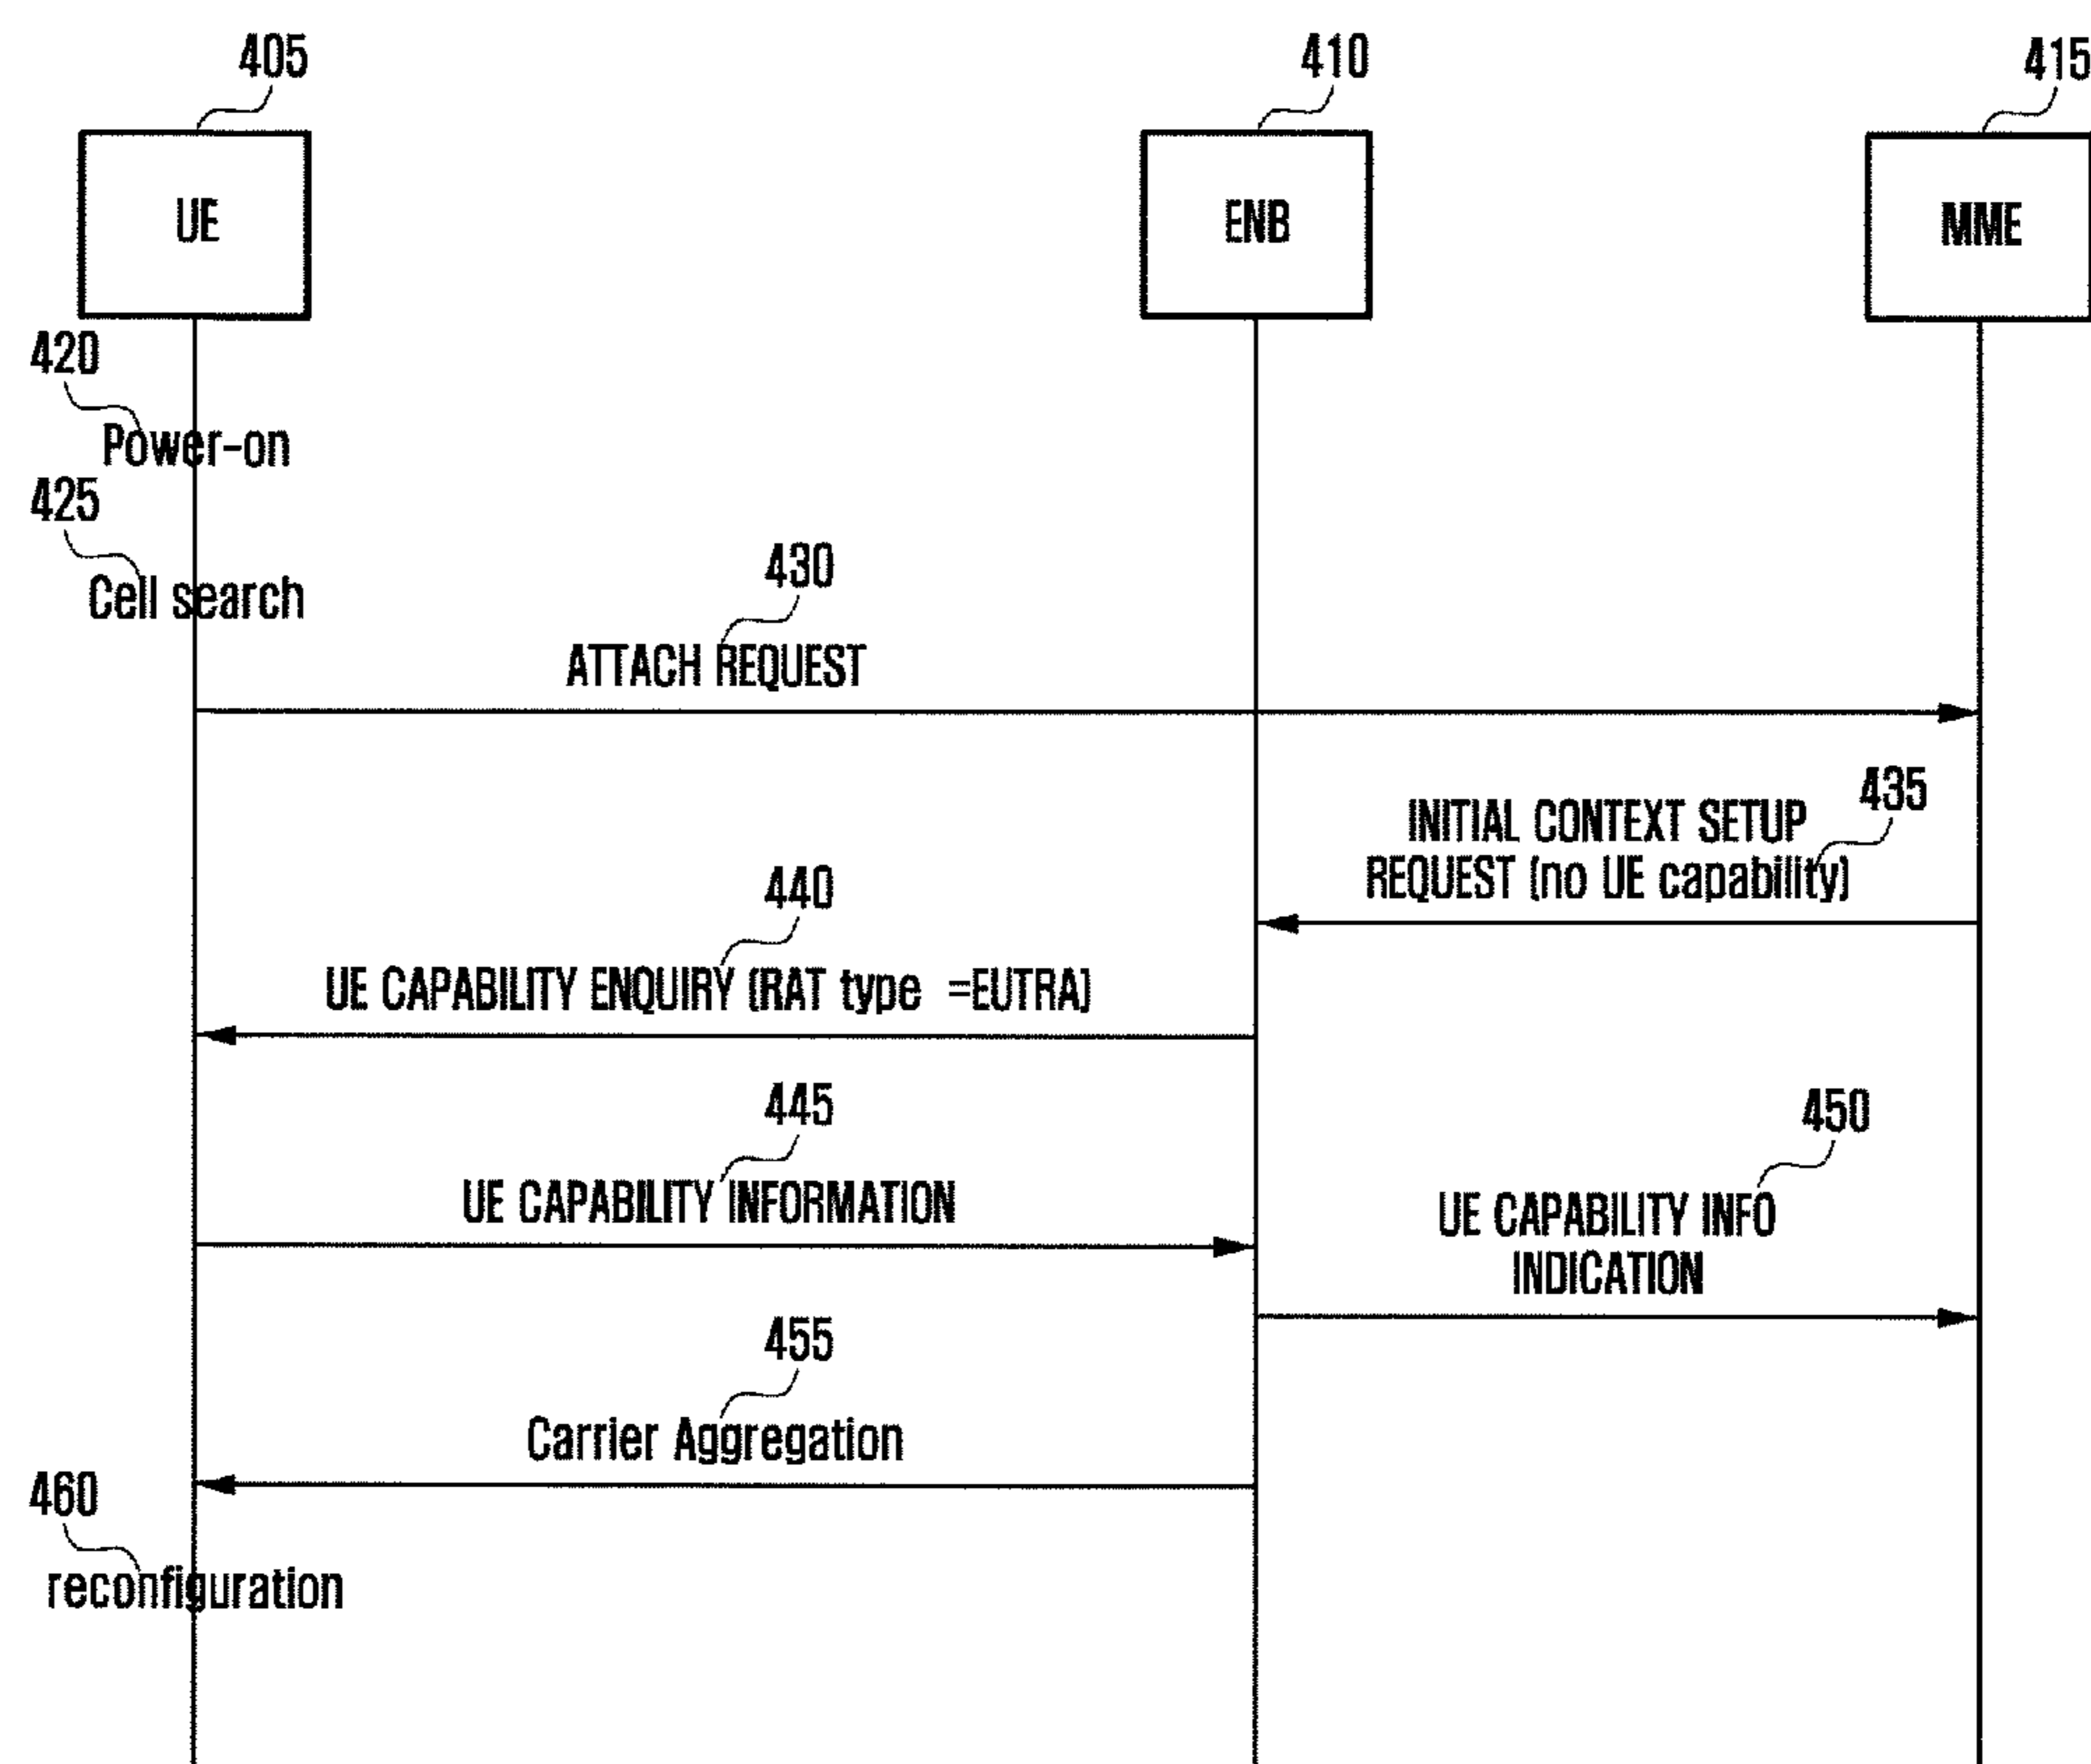 405
410
415
UE
ENB
MME
420
Power-on
425
Cell search
430
ATTACH REQUEST
435
INITIAL CONTEXT SETUP
REQUEST (no UE capability)
440
UE CAPABILITY ENQUIRY (RAT type =EUTRA)
445
UE CAPABILITY INFORMATION
450
UE CAPABILITY INFO
INDICATION
455
Carrier Aggregation
460
reconfiguration